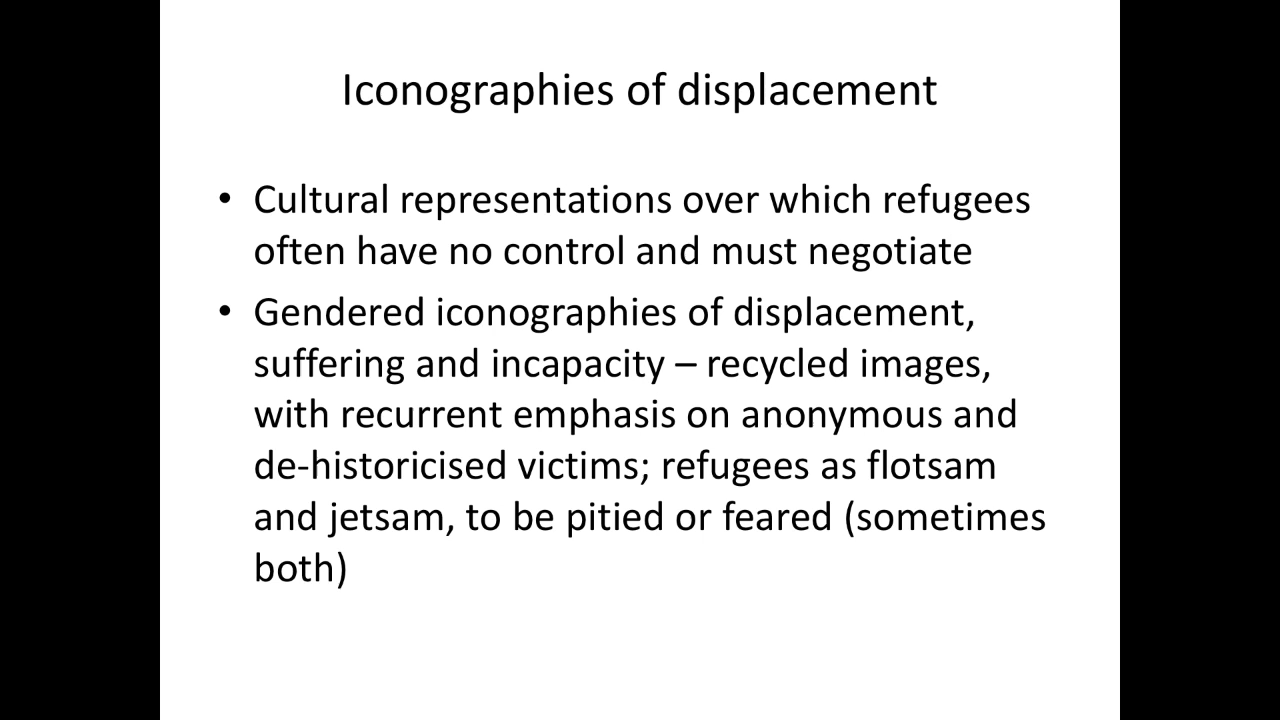 Iconographies of displacement
• Cultural representations over which refugees
often have no control and must negotiate
• Gendered iconographies of displacement,
suffering and incapacity – recycled images,
with recurrent emphasis on anonymous and
de-historicised victims; refugees as flotsam
and jetsam, to be pitied or feared (sometimes
both)